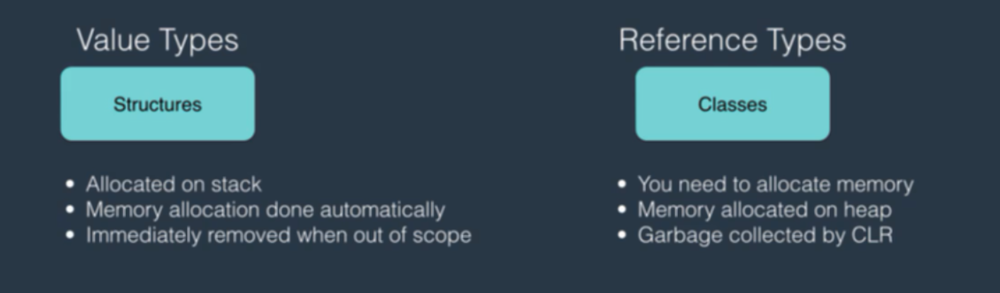 Value Types
Structures
• Allocated on stack
• Memory allocation done automatically
• Immediately removed when out of scope
Reference Types
Classes
• You need to allocate memory
• Memory allocated on heap
• Garbage collected by CLR